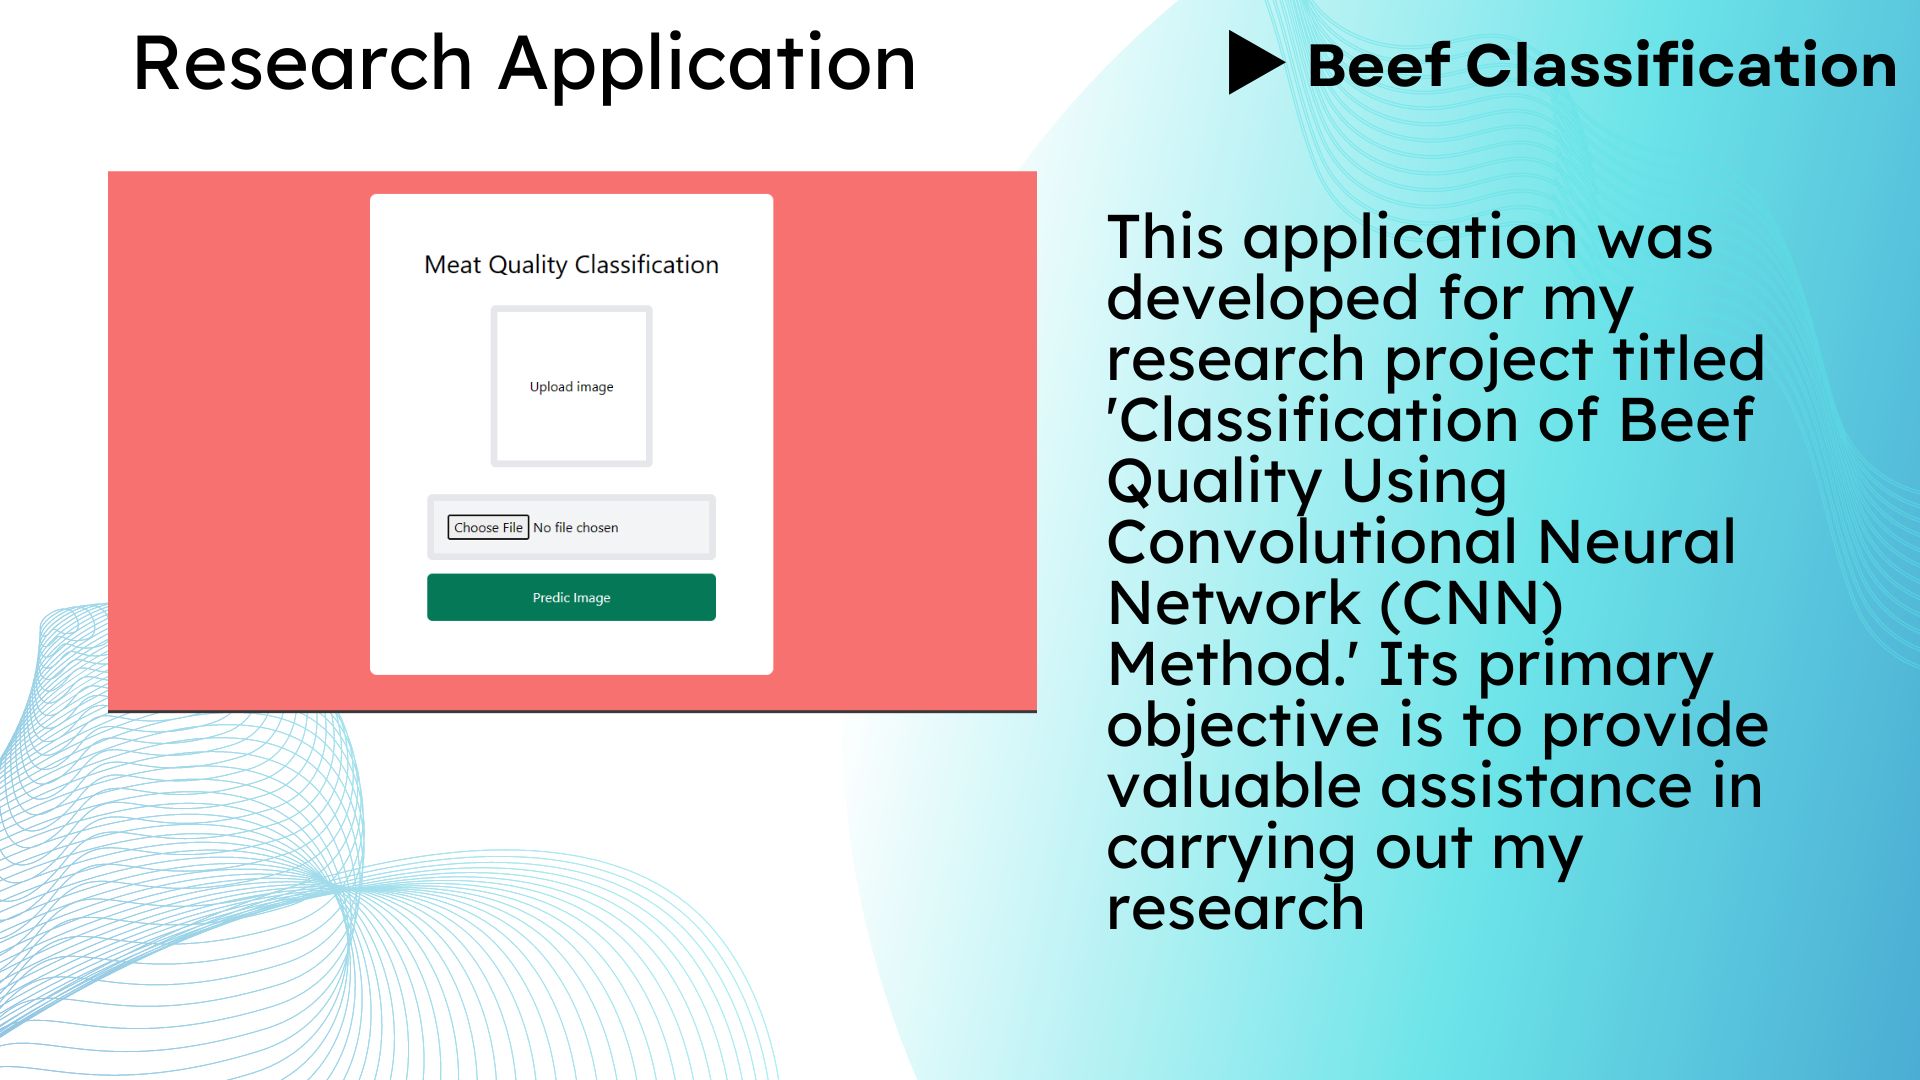 Research Application
Beef Classification
Meat Quality Classification
Upload image
Choose File No file chosen
Predic Image
This application was
developed for my
research project titled
'Classification of Beef
Quality Using
Convolutional Neural
Network (CNN)
Method.' Its primary
objective is to provide
valuable assistance in
carrying out my
research